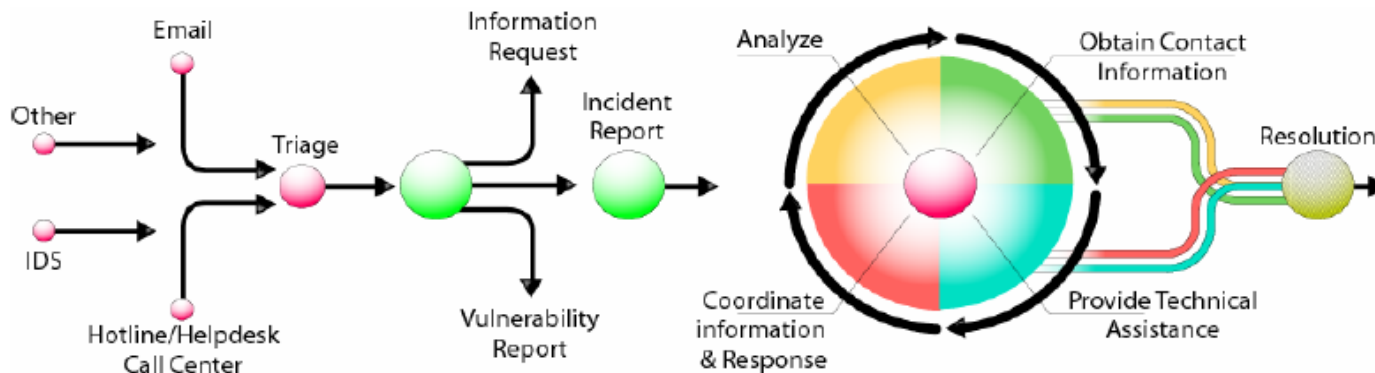 Email
Other
IDS
Hotline/Helpdesk
Call Center
Triage
Information
Request
Incident
Report
Vulnerability
Report
Analyze
Obtain Contact
Information
Coordinate
information
& Response
Provide Technical
Assistance
Resolution